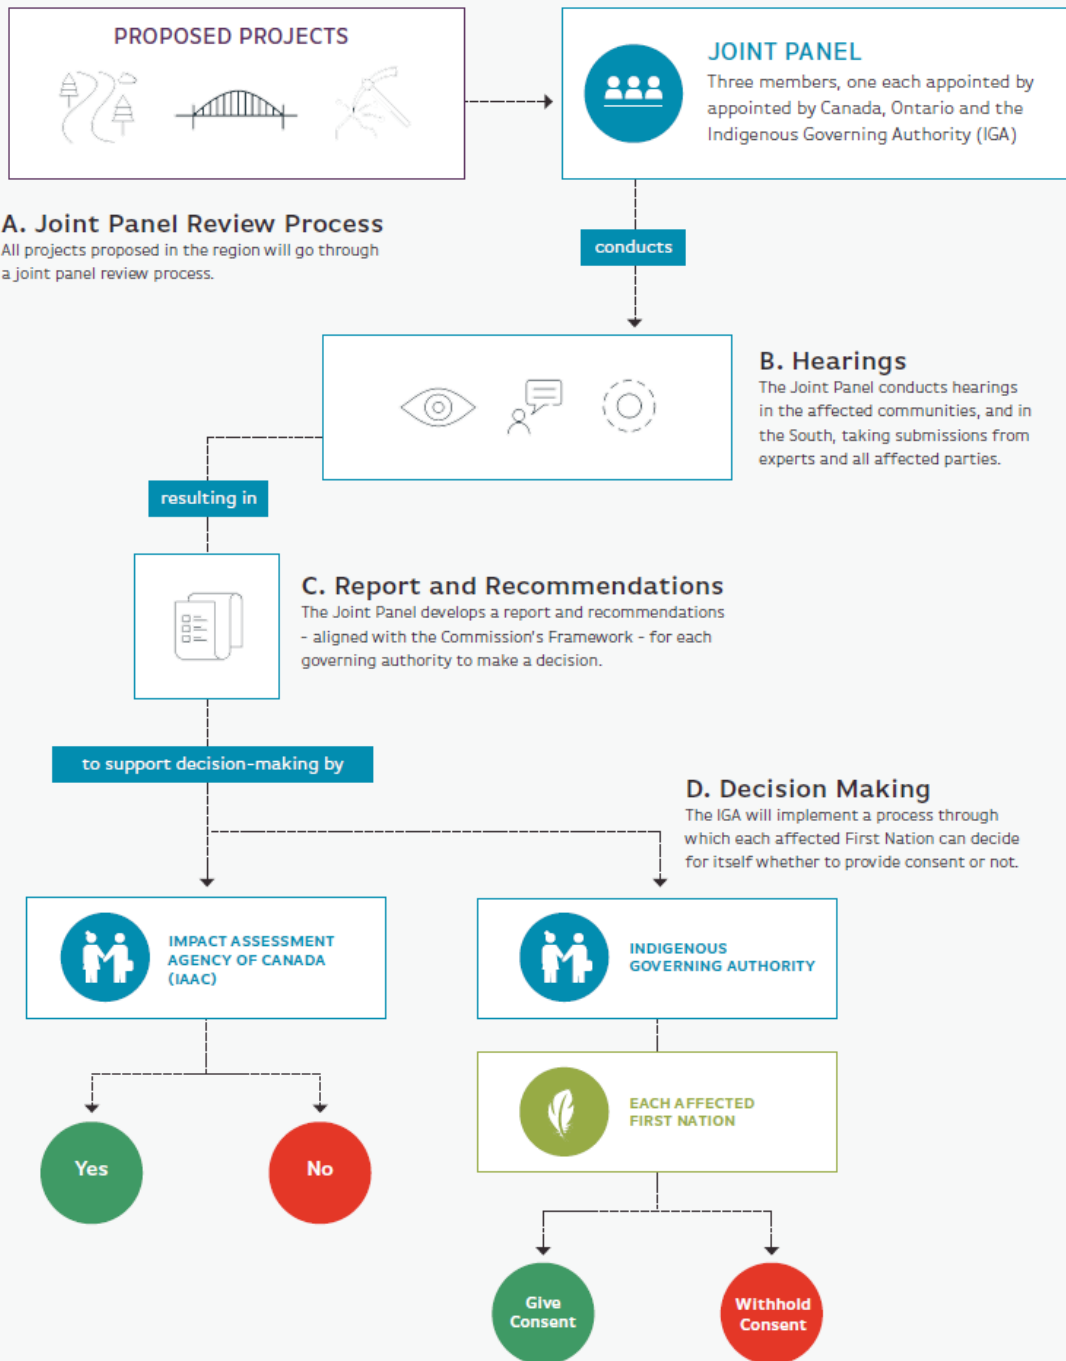 PROPOSED PROJECTS
JOINT PANEL
Three members, one each appointed by
appointed by Canada, Ontario and the
Indigenous Governing Authority (IGA)
A. Joint Panel Review Process
All projects proposed in the region will go through
a joint panel review process.
conducts
B. Hearings
The Joint Panel conducts hearings
in the affected communities, and in
the South, taking submissions from
experts and all affected parties.
resulting in
C. Report and Recommendations
The Joint Panel develops a report and recommendations
- aligned with the Commission's Framework - for each
governing authority to make a decision.
to support decision-making by
D. Decision Making
The IGA will implement a process through
which each affected First Nation can decide
for itself whether to provide consent or not.
IMPACT ASSESSMENT
AGENCY OF CANADA
(IAAC)
INDIGENOUS
GOVERNING AUTHORITY
EACH AFFECTED
FIRST NATION
Yes
No
Give
Consent
Withhold
Consent